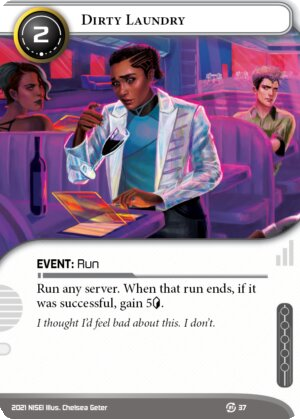 2
DIRTY LAUNDRY
EVENT: Run
Run any server. When that run ends, if it
was successful, gain 5.
I thought I'd feel bad about this. I don't.
2021 NISEI Illus. Chelsea Geter
37